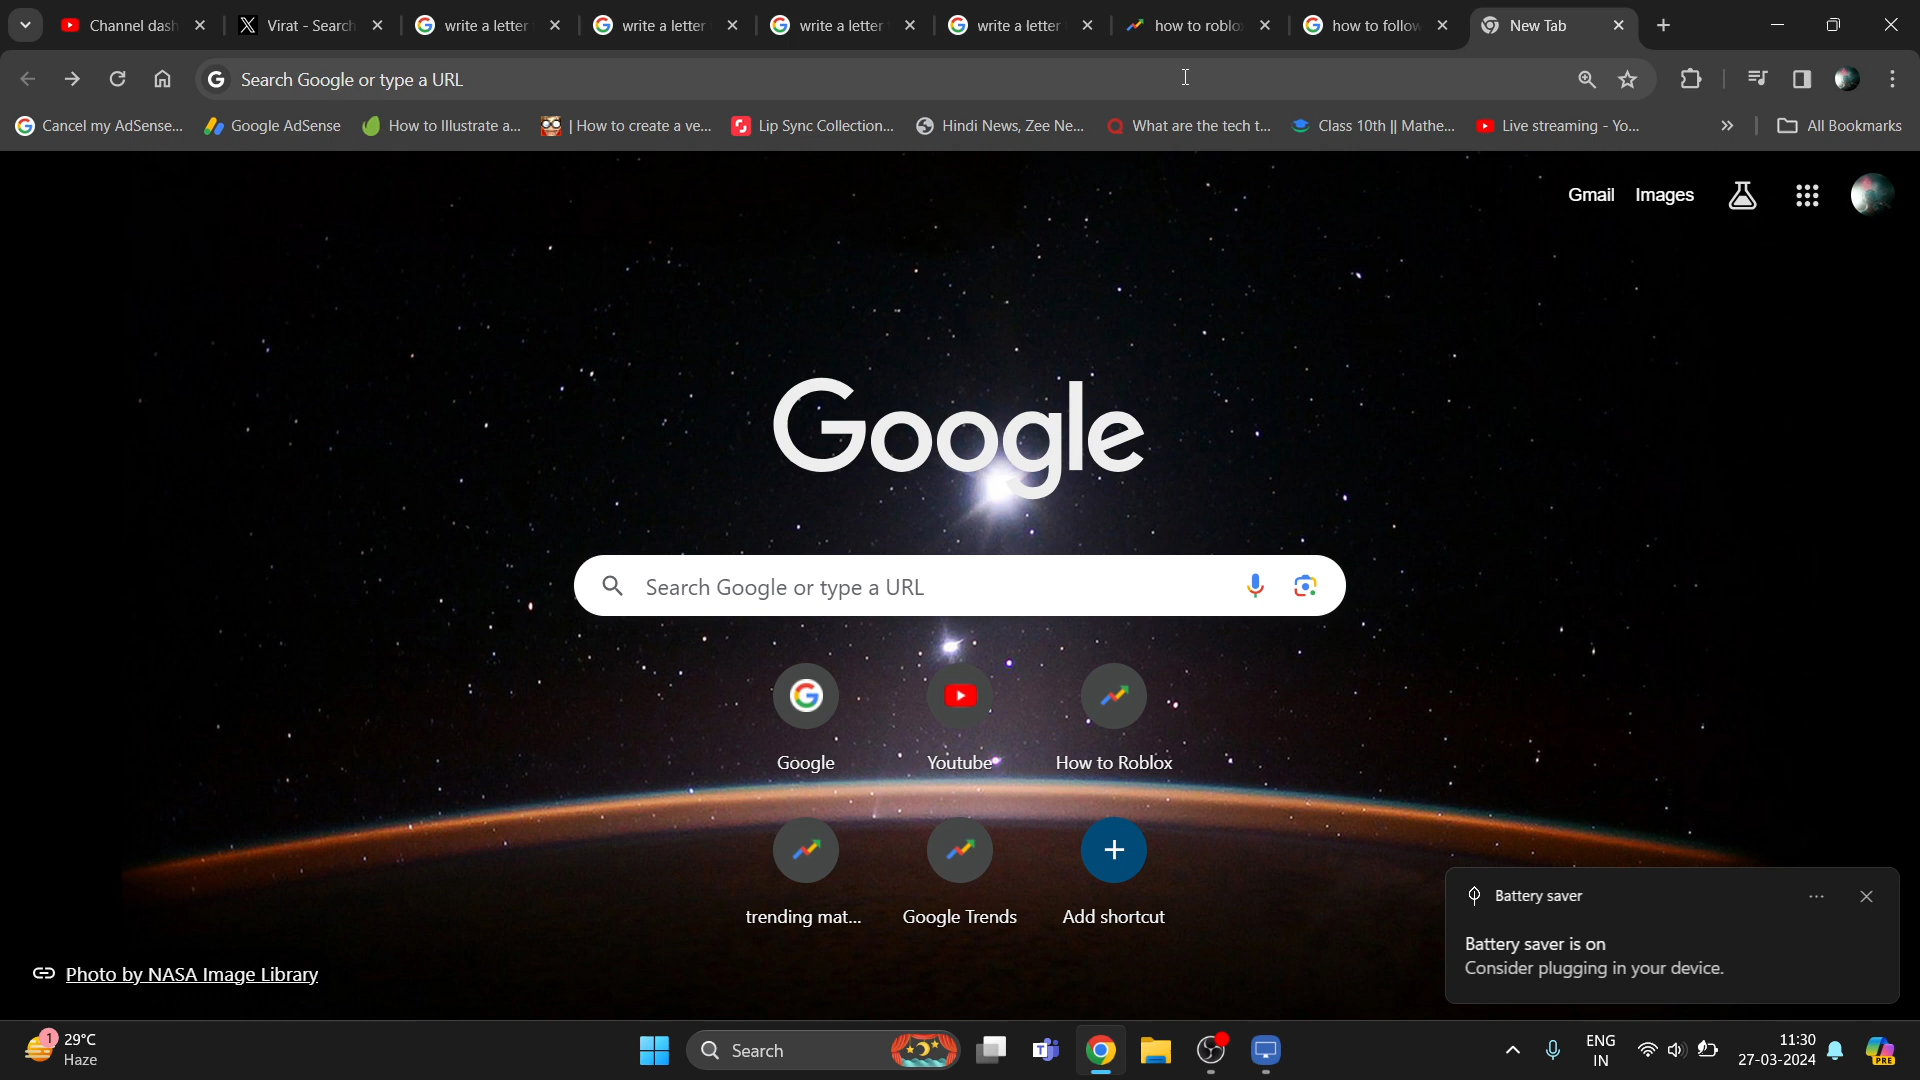 Channel dash
Virat - Search
write a letter
write a letter
write a letter
write a letter
how to roblo
how to follow
New Tab
Search Google or type a URL
Cancel my AdSense...
Google AdSense
How to Illustrate a...
| How to create a ve...
Lip Sync Collection...
Hindi News, Zee Ne...
What are the tech t...
Class 10th || Mathe...
Live streaming - Yo...
All Bookmarks
Gmail
Images
Google
Search Google or type a URL
Google
Youtube
How to Roblox
trending mat...
Google Trends
Add shortcut
Battery saver
Battery saver is on
Consider plugging in your device.
Photo by NASA Image Library
1
29°C
Haze
Search
ENG
IN
11:30
27-03-2024
PRE